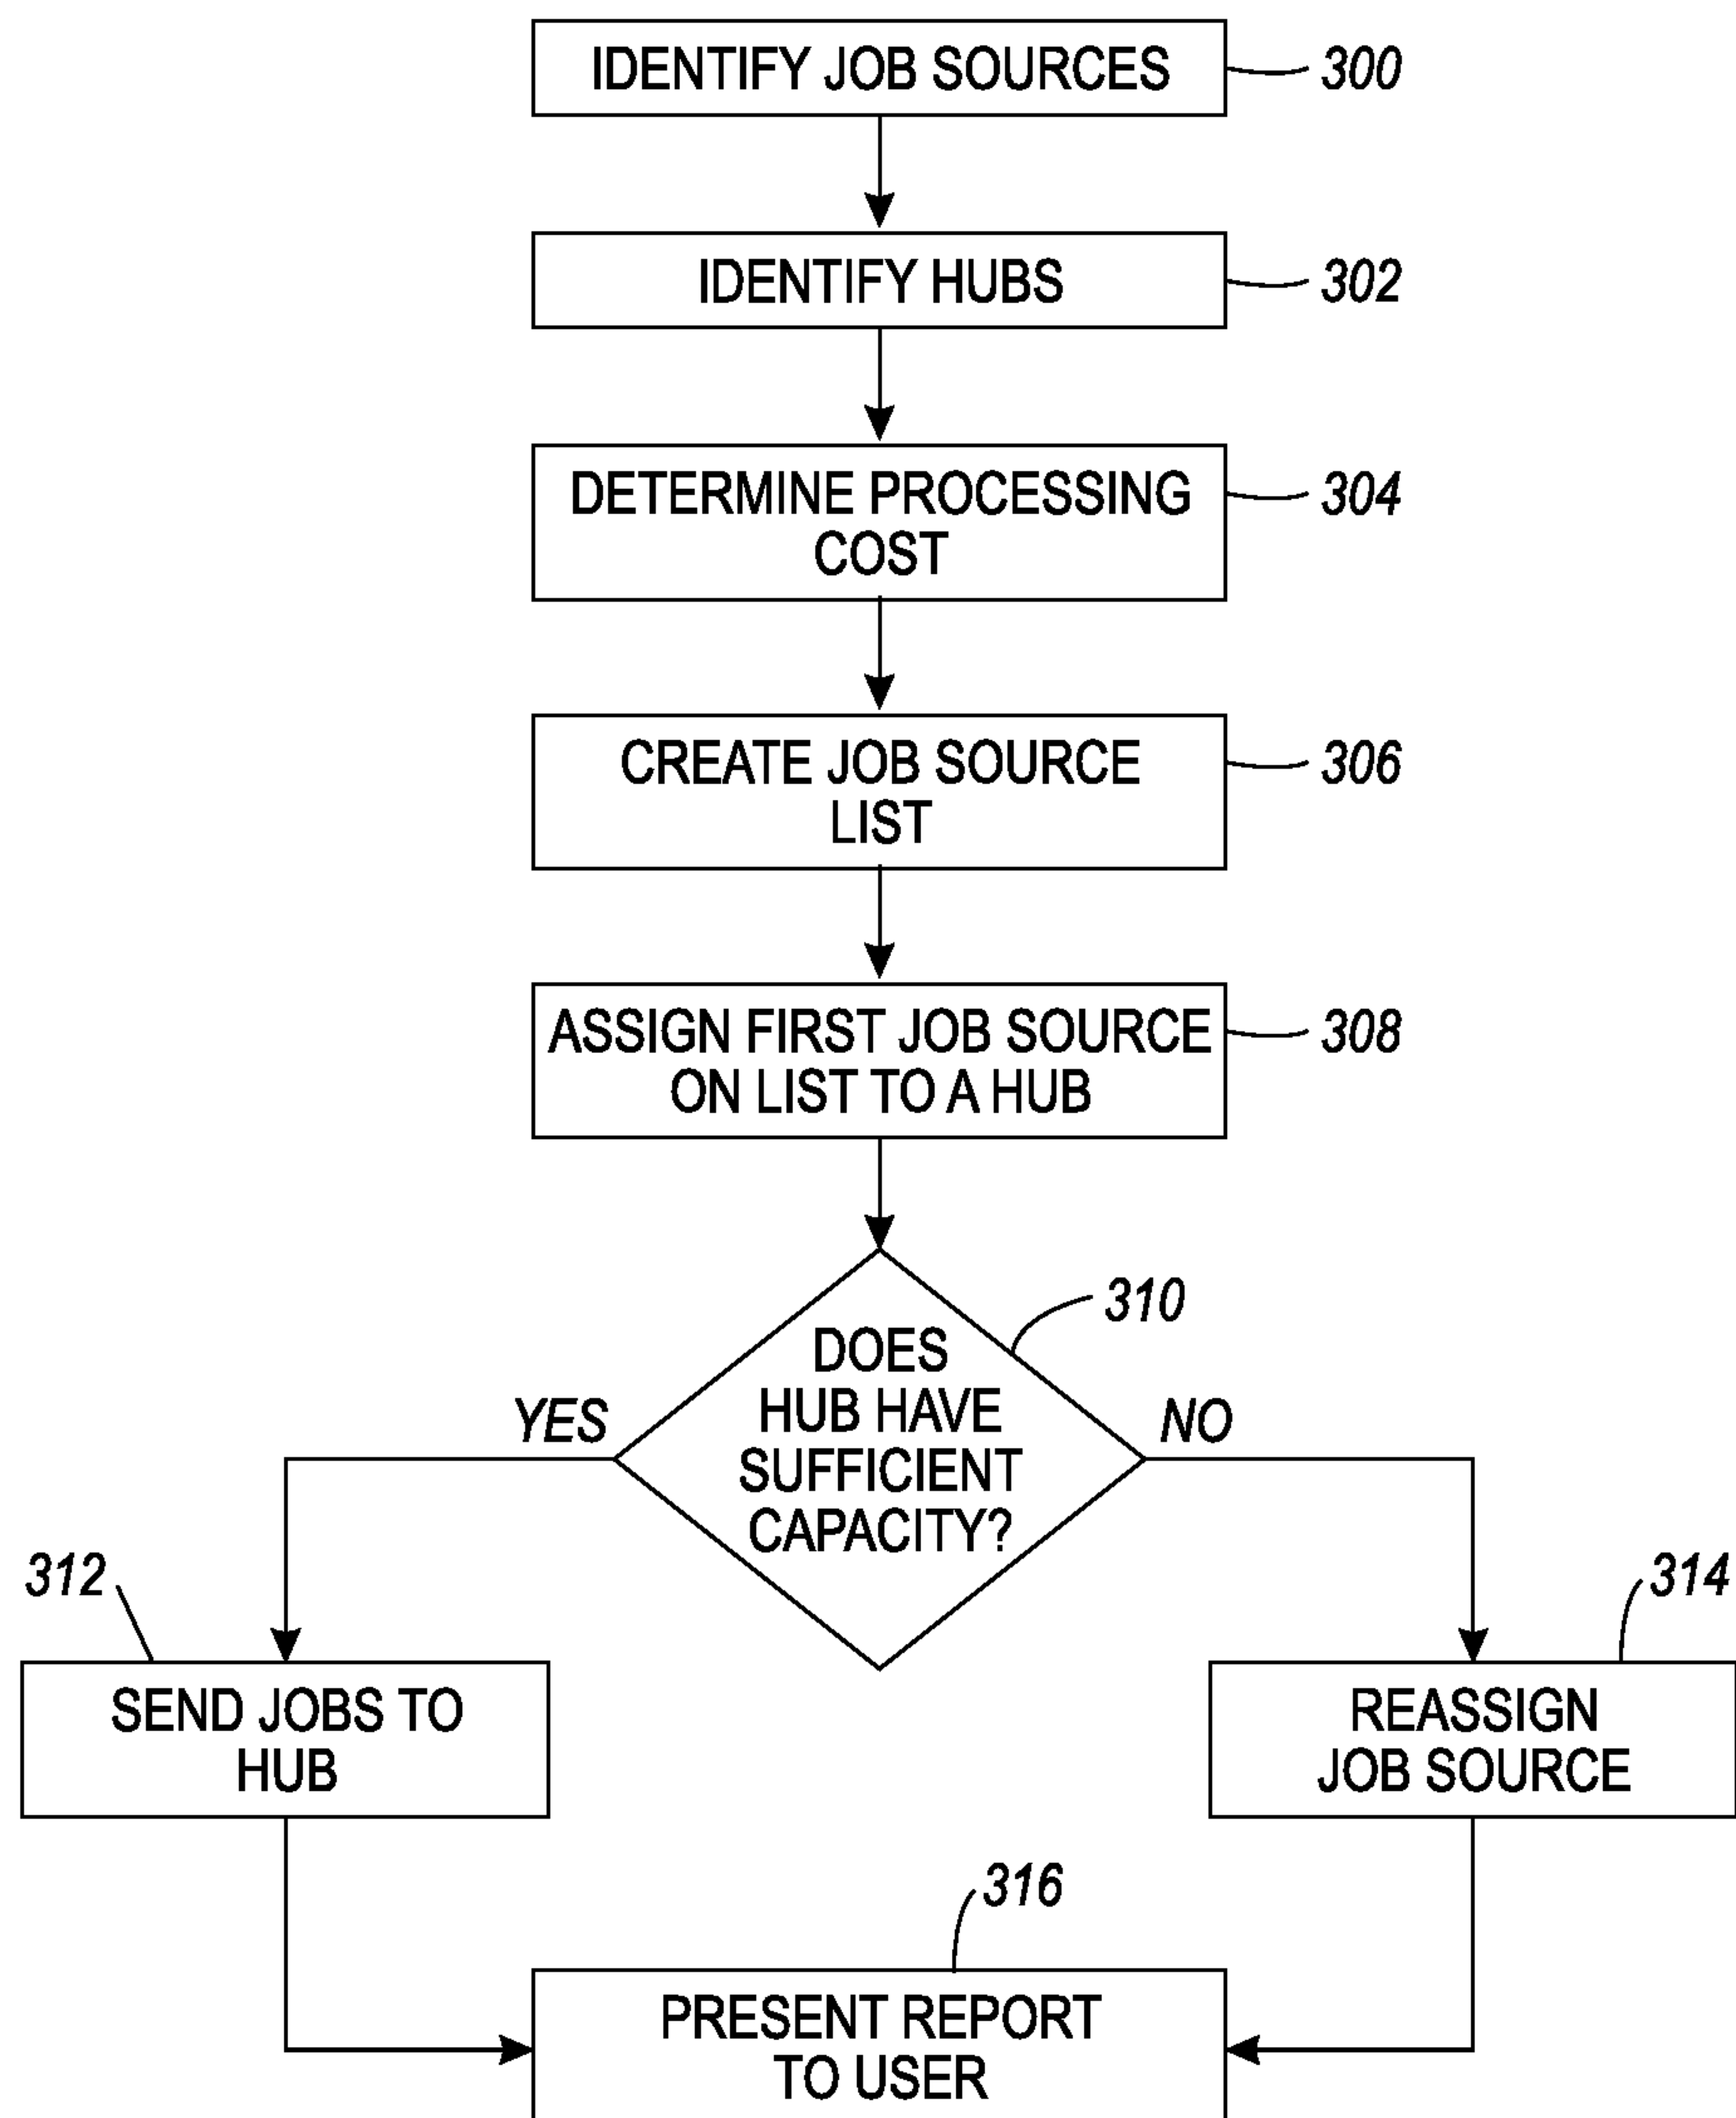 IDENTIFY JOB SOURCES
300
IDENTIFY HUBS
302
DETERMINE PROCESSING
COST
304
CREATE JOB SOURCE
LIST
306
ASSIGN FIRST JOB SOURCE
ON LIST TO A HUB
308
310
DOES
HUB HAVE
SUFFICIENT
CAPACITY?
YES
NO
312
SEND JOBS TO
HUB
314
REASSIGN
JOB SOURCE
316
PRESENT REPORT
TO USER